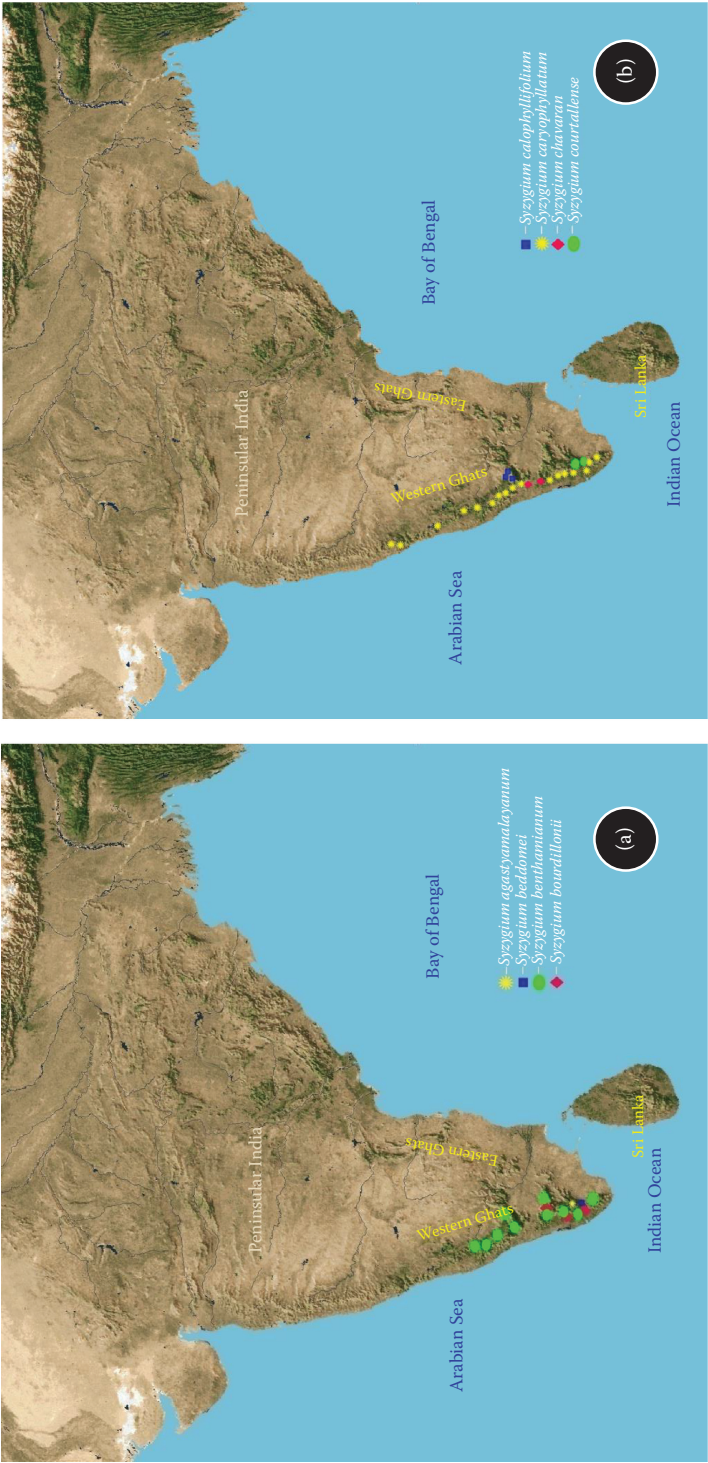 Peninsular India
Western Ghats
Eastern Ghats
Bay of Bengal
Arabian Sea
Sri Lanka
Indian Ocean
–Syzygium agastyamalayanum
–Syzygium beddomei
–Syzygium benthamianum
– Syzygium bourdillonii
(a)
Peninsular India
Western Ghats
Eastern Ghats
Bay of Bengal
Arabian Sea
Sri Lanka
Indian Ocean
–Syzygium calophyllifolium
–Syzygium caryophyllatum
–Syzygium chavaran
– Syzygium courtallense
(b)